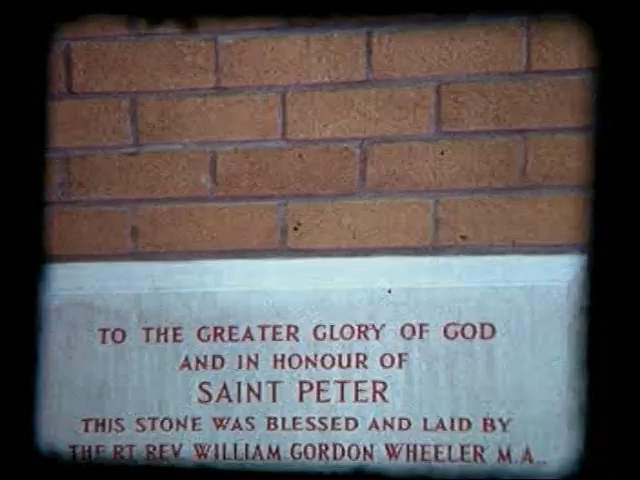 TO THE GREATER GLORY OF GOD
AND IN HONOUR OF
SAINT PETER
THIS STONE WAS BLESSED AND LAID BY
THE RT REV WILLIAM GORDON WHEELER M.A.